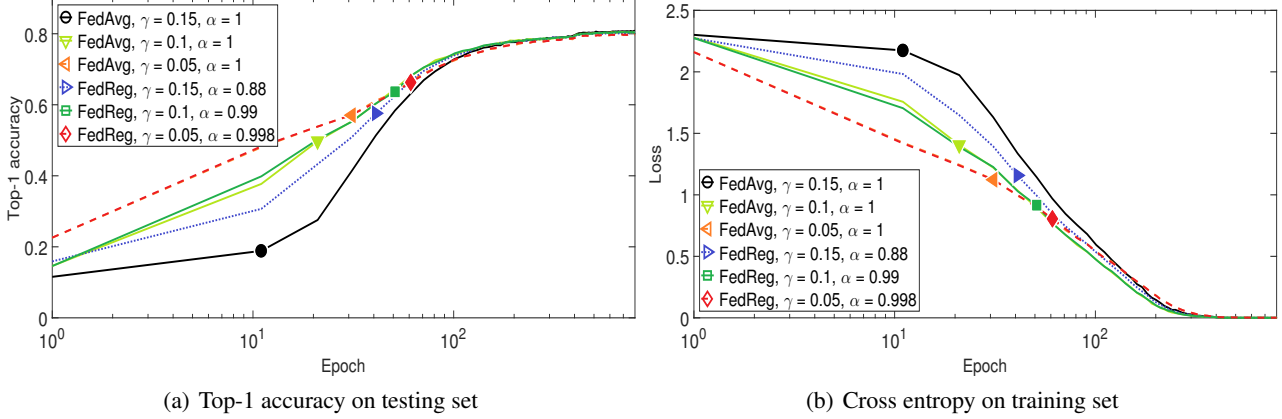 0.8
0.6
0.4
0.2
0
10^0
10^1
10^2
Top-1 accuracy
Epoch
FedAvg, γ = 0.15, α = 1
FedAvg, γ = 0.1, α = 1
FedAvg, γ = 0.05, α = 1
FedReg, γ = 0.15, α = 0.88
FedReg, γ = 0.1, α = 0.99
FedReg, γ = 0.05, α = 0.998
(a) Top-1 accuracy on testing set
2.5
2
1.5
1
0.5
0
10^0
10^1
10^2
Loss
Epoch
FedAvg, γ = 0.15, α = 1
FedAvg, γ = 0.1, α = 1
FedAvg, γ = 0.05, α = 1
FedReg, γ = 0.15, α = 0.88
FedReg, γ = 0.1, α = 0.99
FedReg, γ = 0.05, α = 0.998
(b) Cross entropy on training set